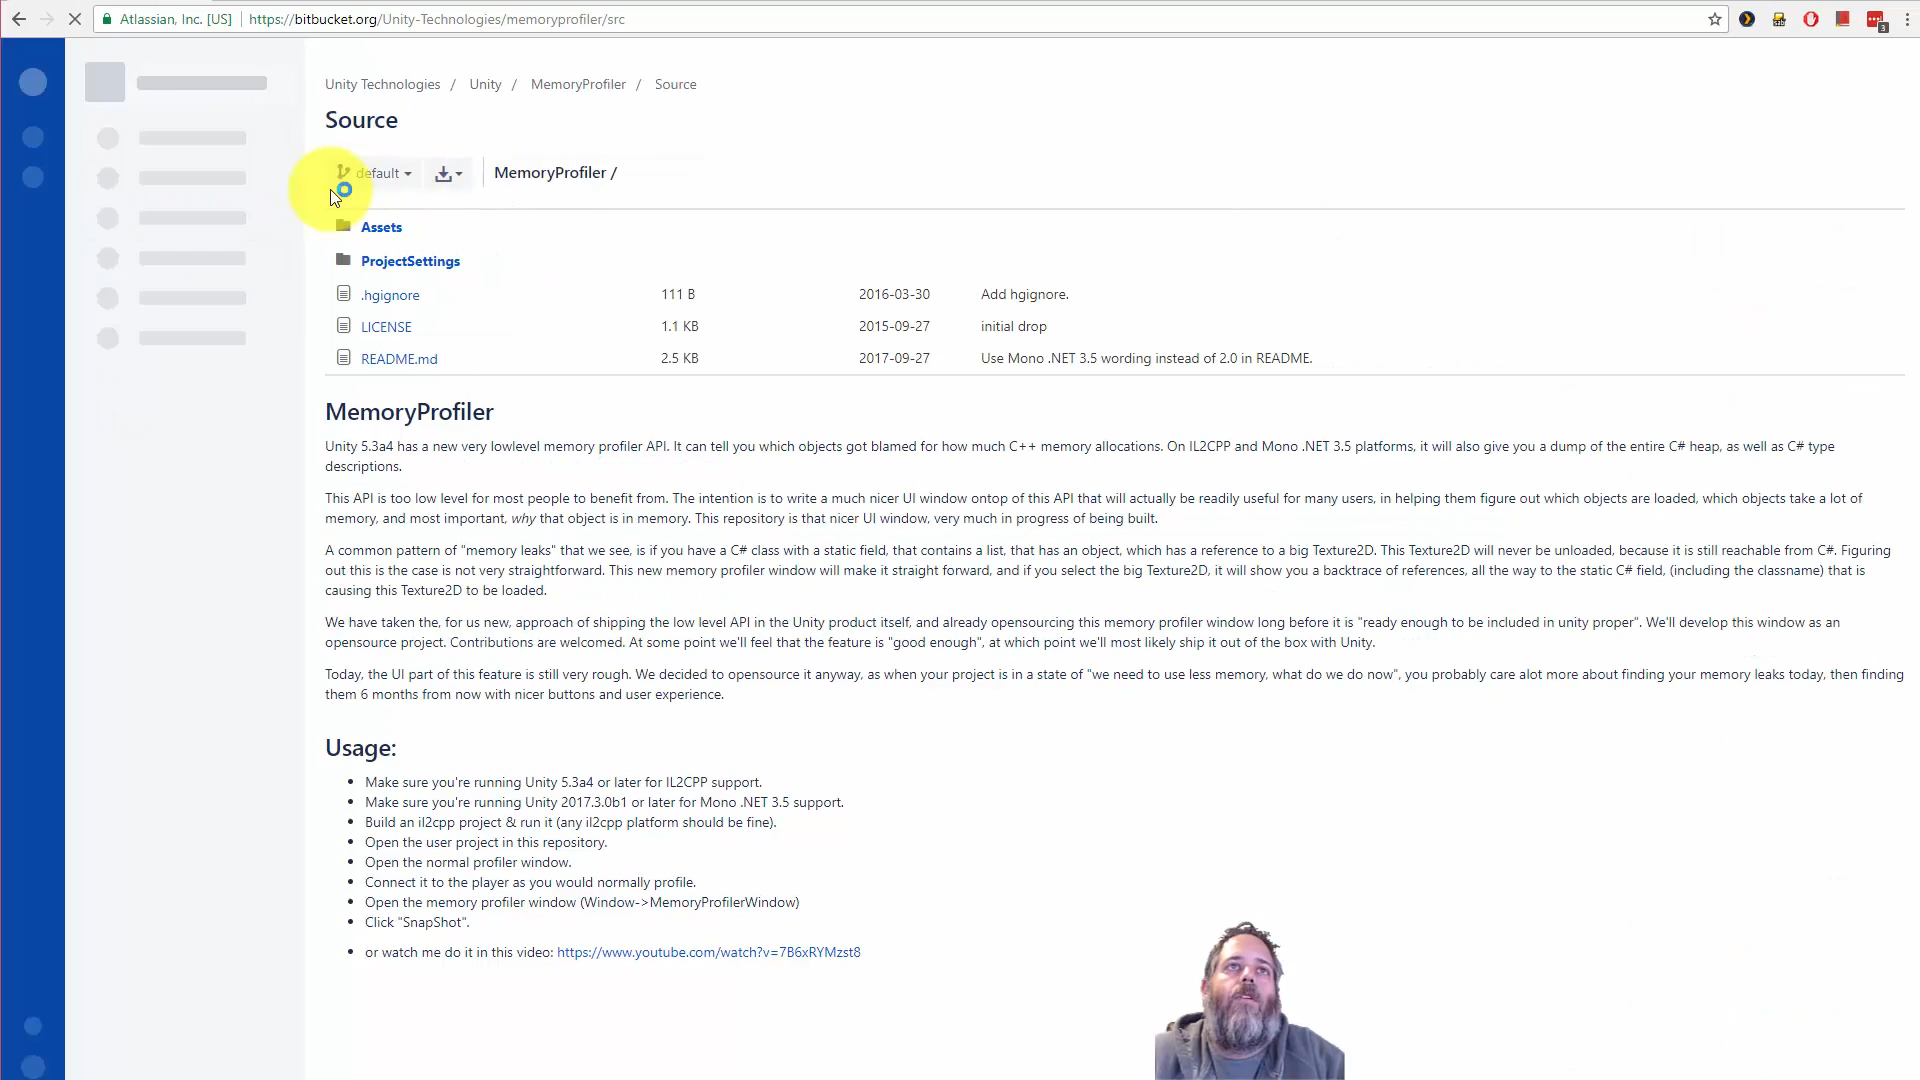 Atlassian, Inc. [US] | https://bitbucket.org/Unity-Technologies/memoryprofiler/src
3
Unity Technologies / Unity / MemoryProfiler / Source
Source
default MemoryProfiler /
Assets
ProjectSettings
.hgignore 111 B 2016-03-30 Add hgignore.
LICENSE 1.1 KB 2015-09-27 initial drop
README.md 2.5 KB 2017-09-27 Use Mono .NET 3.5 wording instead of 2.0 in README.
MemoryProfiler
Unity 5.3a4 has a new very lowlevel memory profiler API. It can tell you which objects got blamed for how much C++ memory allocations. On IL2CPP and Mono .NET 3.5 platforms, it will also give you a dump of the entire C# heap, as well as C# type
descriptions.
This API is too low level for most people to benefit from. The intention is to write a much nicer UI window ontop of this API that will actually be readily useful for many users, in helping them figure out which objects are loaded, which objects take a lot of
memory, and most important, why that object is in memory. This repository is that nicer UI window, very much in progress of being built.
A common pattern of "memory leaks" that we see, is if you have a C# class with a static field, that contains a list, that has an object, which has a reference to a big Texture2D. This Texture2D will never be unloaded, because it is still reachable from C#. Figuring
out this is the case is not very straightforward. This new memory profiler window will make it straight forward, and if you select the big Texture2D, it will show you a backtrace of references, all the way to the static C# field, (including the classname) that is
causing this Texture2D to be loaded.
We have taken the, for us new, approach of shipping the low level API in the Unity product itself, and already opensourcing this memory profiler window long before it is "ready enough to be included in unity proper". We'll develop this window as an
opensource project. Contributions are welcomed. At some point we'll feel that the feature is "good enough", at which point we'll most likely ship it out of the box with Unity.
Today, the UI part of this feature is still very rough. We decided to opensource it anyway, as when your project is in a state of "we need to use less memory, what do we do now", you probably care alot more about finding your memory leaks today, then finding
them 6 months from now with nicer buttons and user experience.
Usage:
• Make sure you're running Unity 5.3a4 or later for IL2CPP support.
• Make sure you're running Unity 2017.3.0b1 or later for Mono .NET 3.5 support.
• Build an il2cpp project & run it (any il2cpp platform should be fine).
• Open the user project in this repository.
• Open the normal profiler window.
• Connect it to the player as you would normally profile.
• Open the memory profiler window (Window->MemoryProfilerWindow)
• Click "SnapShot".
• or watch me do it in this video: https://www.youtube.com/watch?v=7B6xRYMzst8